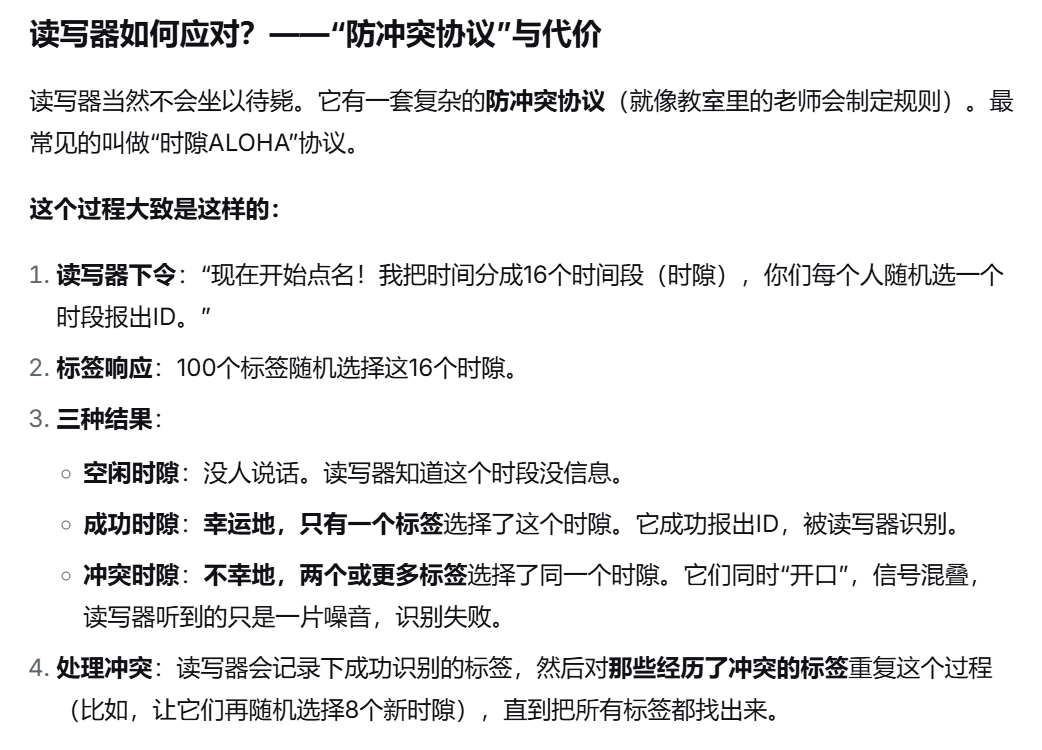 读写器如何应对？——“防冲突协议”与代价
读写器当然不会坐以待毙。它有一套复杂的防冲突协议（就像教室里的老师会制定规则）。最
常见的叫做“时隙ALOHA”协议。
这个过程大致是这样的：
1. 读写器下令：“现在开始点名！我把时间分成16个时间段（时隙），你们每个人随机选一个
时段报出ID。”
2. 标签响应：100个标签随机选择这16个时隙。
3. 三种结果：
○ 空闲时隙：没人说话。读写器知道这个时段没信息。
○ 成功时隙：幸运地，只有一个标签选择了这个时隙。它成功报出ID，被读写器识别。
○ 冲突时隙：不幸地，两个或更多标签选择了同一个时隙。它们同时“开口”，信号混叠，
读写器听到的只是一片噪音，识别失败。
4. 处理冲突：读写器会记录下成功识别的标签，然后对那些经历了冲突的标签重复这个过程
（比如，让它们再随机选择8个新时隙），直到把所有标签都找出来。